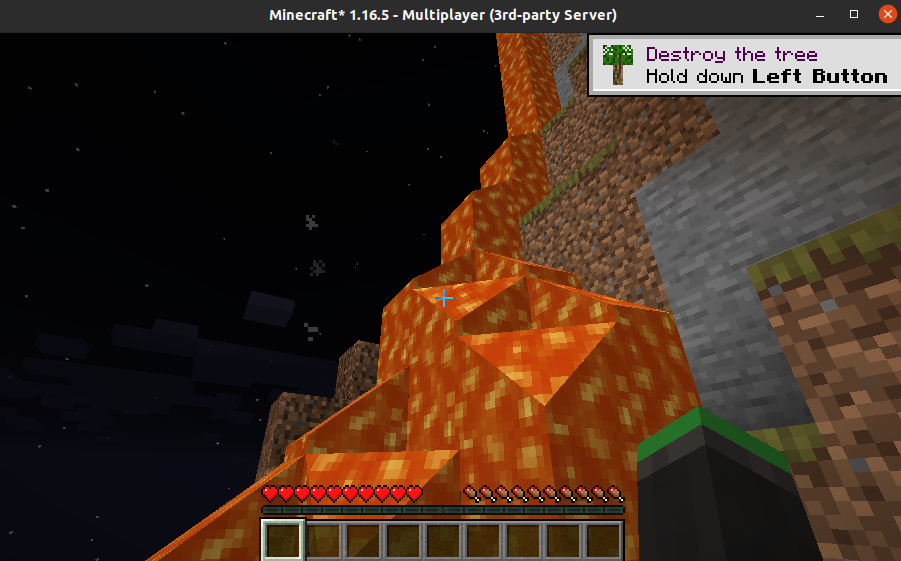 Minecraft* 1.16.5 - Multiplayer (3rd-party Server)
Destroy the tree
Hold down Left Button